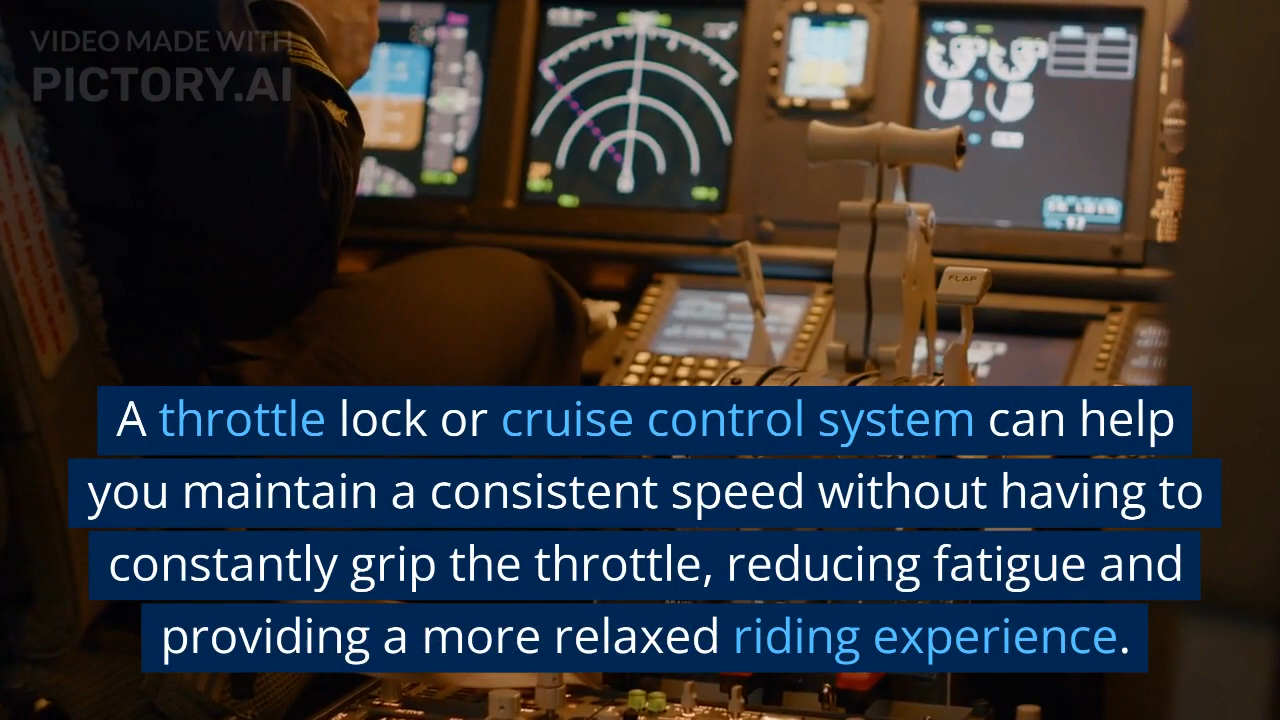 VIDEO MADE WITH
PICTORY.AI
FLAP
A throttle lock or cruise control system can help
you maintain a consistent speed without having to
constantly grip the throttle, reducing fatigue and
providing a more relaxed riding experience.